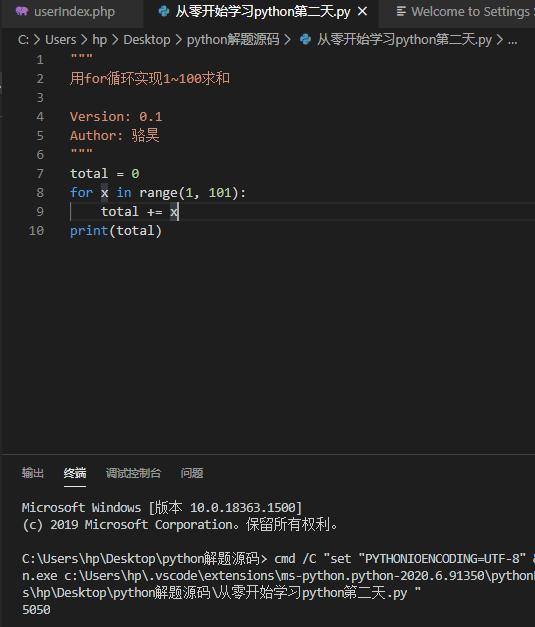 userIndex.php 从零开始学习python第二天.py × Welcome to Settings S
C: > Users > hp > Desktop > python解题源码 > 从零开始学习python第二天.py > ...
1 """
2 用for循环实现1~100求和
3
4 Version: 0.1
5 Author: 骆昊
6 """
7 total = 0
8 for x in range(1, 101):
9     total += x
10 print(total)
输出 终端 调试控制台 问题
Microsoft Windows [版本 10.0.18363.1500]
(c) 2019 Microsoft Corporation。保留所有权利。
C:\Users\hp\Desktop\python解题源码> cmd /C "set "PYTHONIOENCODING=UTF-8" &
n.exe c:\Users\hp\.vscode\extensions\ms-python.python-2020.6.91350\python
s\hp\Desktop\python解题源码\从零开始学习python第二天.py "
5050